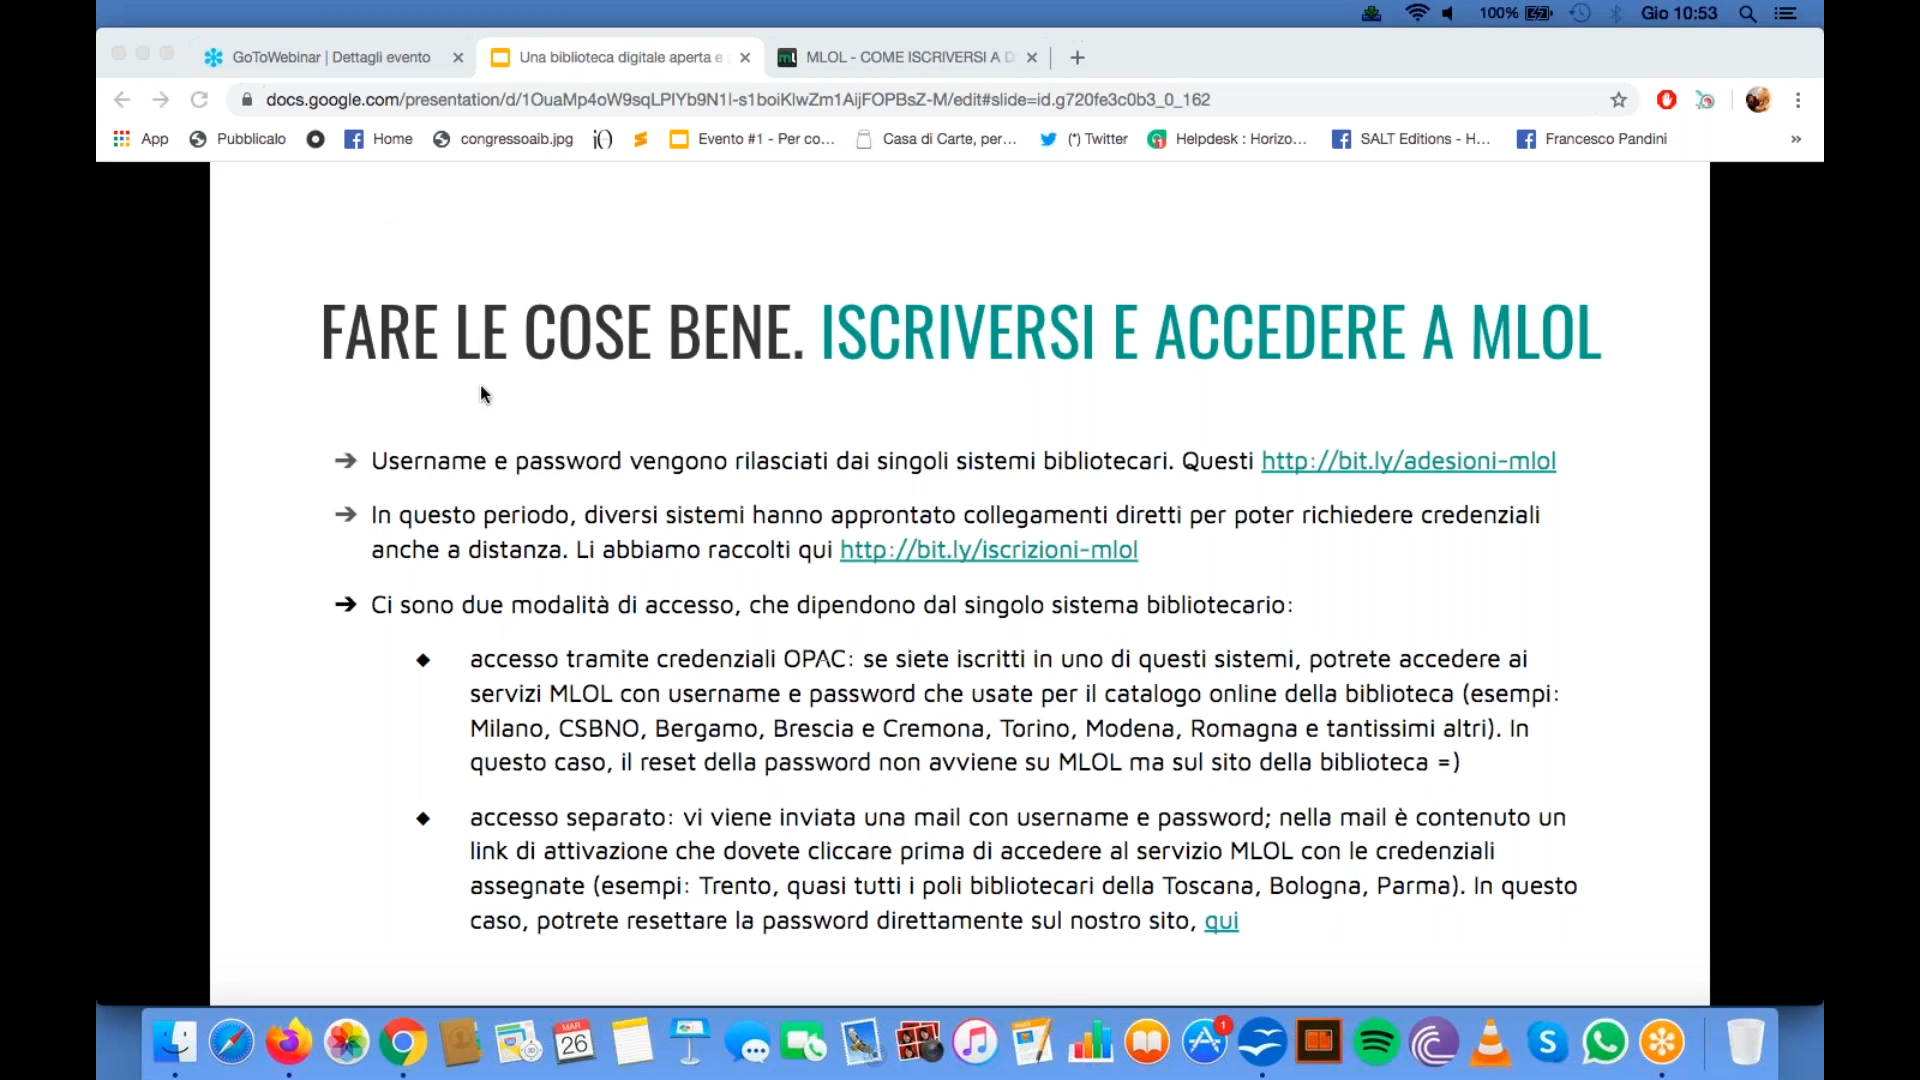 100% Gio 10:53
GoToWebinar | Dettagli evento Una biblioteca digitale aperta e MLOL - COME ISCRIVERSI A D
docs.google.com/presentation/d/1OuaMp4oW9sqLPIYb9N1I-s1boiKlwZm1AijFOPBsZ-M/edit#slide=id.g720fe3c0b3_0_162
App Pubblicalo Home congressoaib.jpg Evento #1 - Per co... Casa di Carte, per... (*) Twitter Helpdesk : Horizo... SALT Editions - H... Francesco Pandini »
FARE LE COSE BENE. ISCRIVERSI E ACCEDERE A MLOL
➔ Username e password vengono rilasciati dai singoli sistemi bibliotecari. Questi http://bit.ly/adesioni-mlol
➔ In questo periodo, diversi sistemi hanno approntato collegamenti diretti per poter richiedere credenziali
anche a distanza. Li abbiamo raccolti qui http://bit.ly/iscrizioni-mlol
➔ Ci sono due modalità di accesso, che dipendono dal singolo sistema bibliotecario:
◆ accesso tramite credenziali OPAC: se siete iscritti in uno di questi sistemi, potrete accedere ai
servizi MLOL con username e password che usate per il catalogo online della biblioteca (esempi:
Milano, CSBNO, Bergamo, Brescia e Cremona, Torino, Modena, Romagna e tantissimi altri). In
questo caso, il reset della password non avviene su MLOL ma sul sito della biblioteca =)
◆ accesso separato: vi viene inviata una mail con username e password; nella mail è contenuto un
link di attivazione che dovete cliccare prima di accedere al servizio MLOL con le credenziali
assegnate (esempi: Trento, quasi tutti i poli bibliotecari della Toscana, Bologna, Parma). In questo
caso, potrete resettare la password direttamente sul nostro sito, qui
MAR
26
1